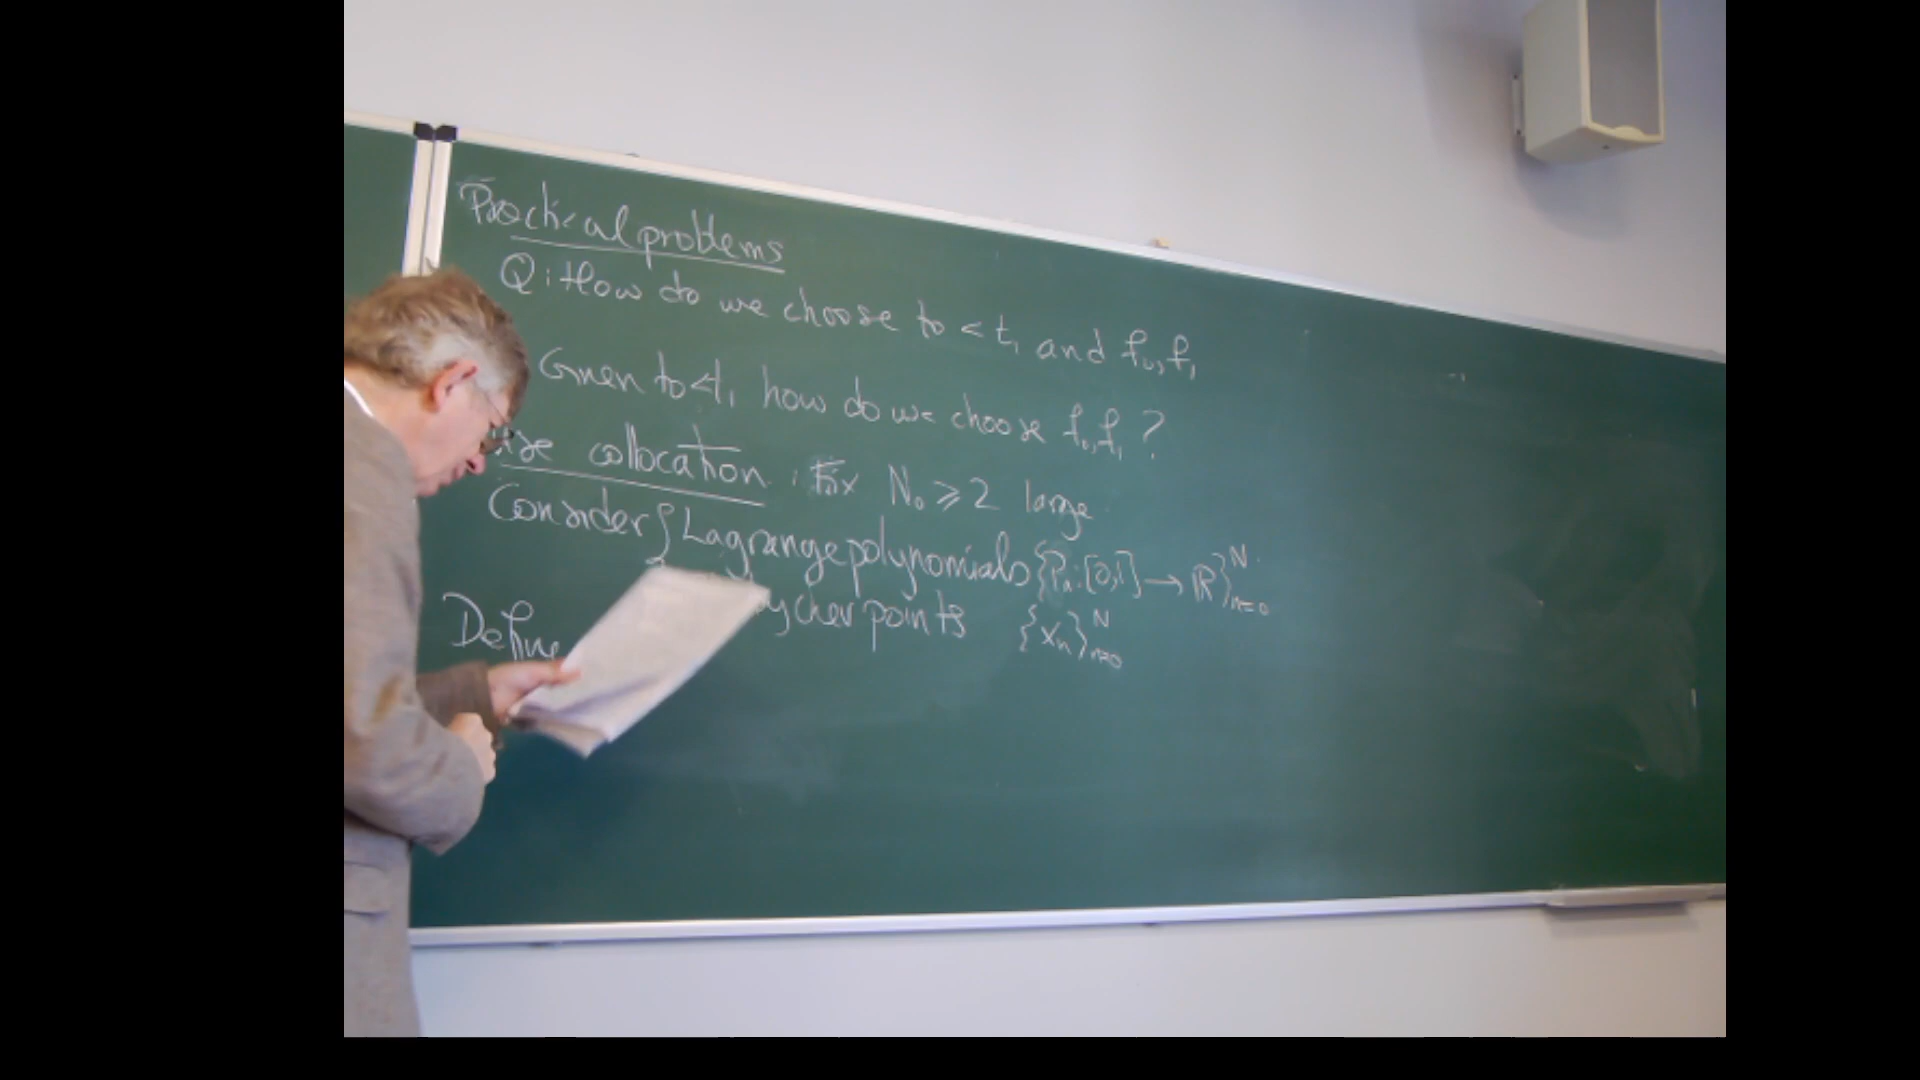 Practical problems
Q: How do we choose t₀ < t₁ and f₀, f₁
Given t₀ < t₁ how do we choose f₀, f₁ ?
use collocation : Fix N₀ ⩾ 2 large
Consider { Lagrange polynomials {Pₙ : [0,1] → ℝ}ᴺₙ₌₀
points {xₙ}ᴺₙ₌₀
Define